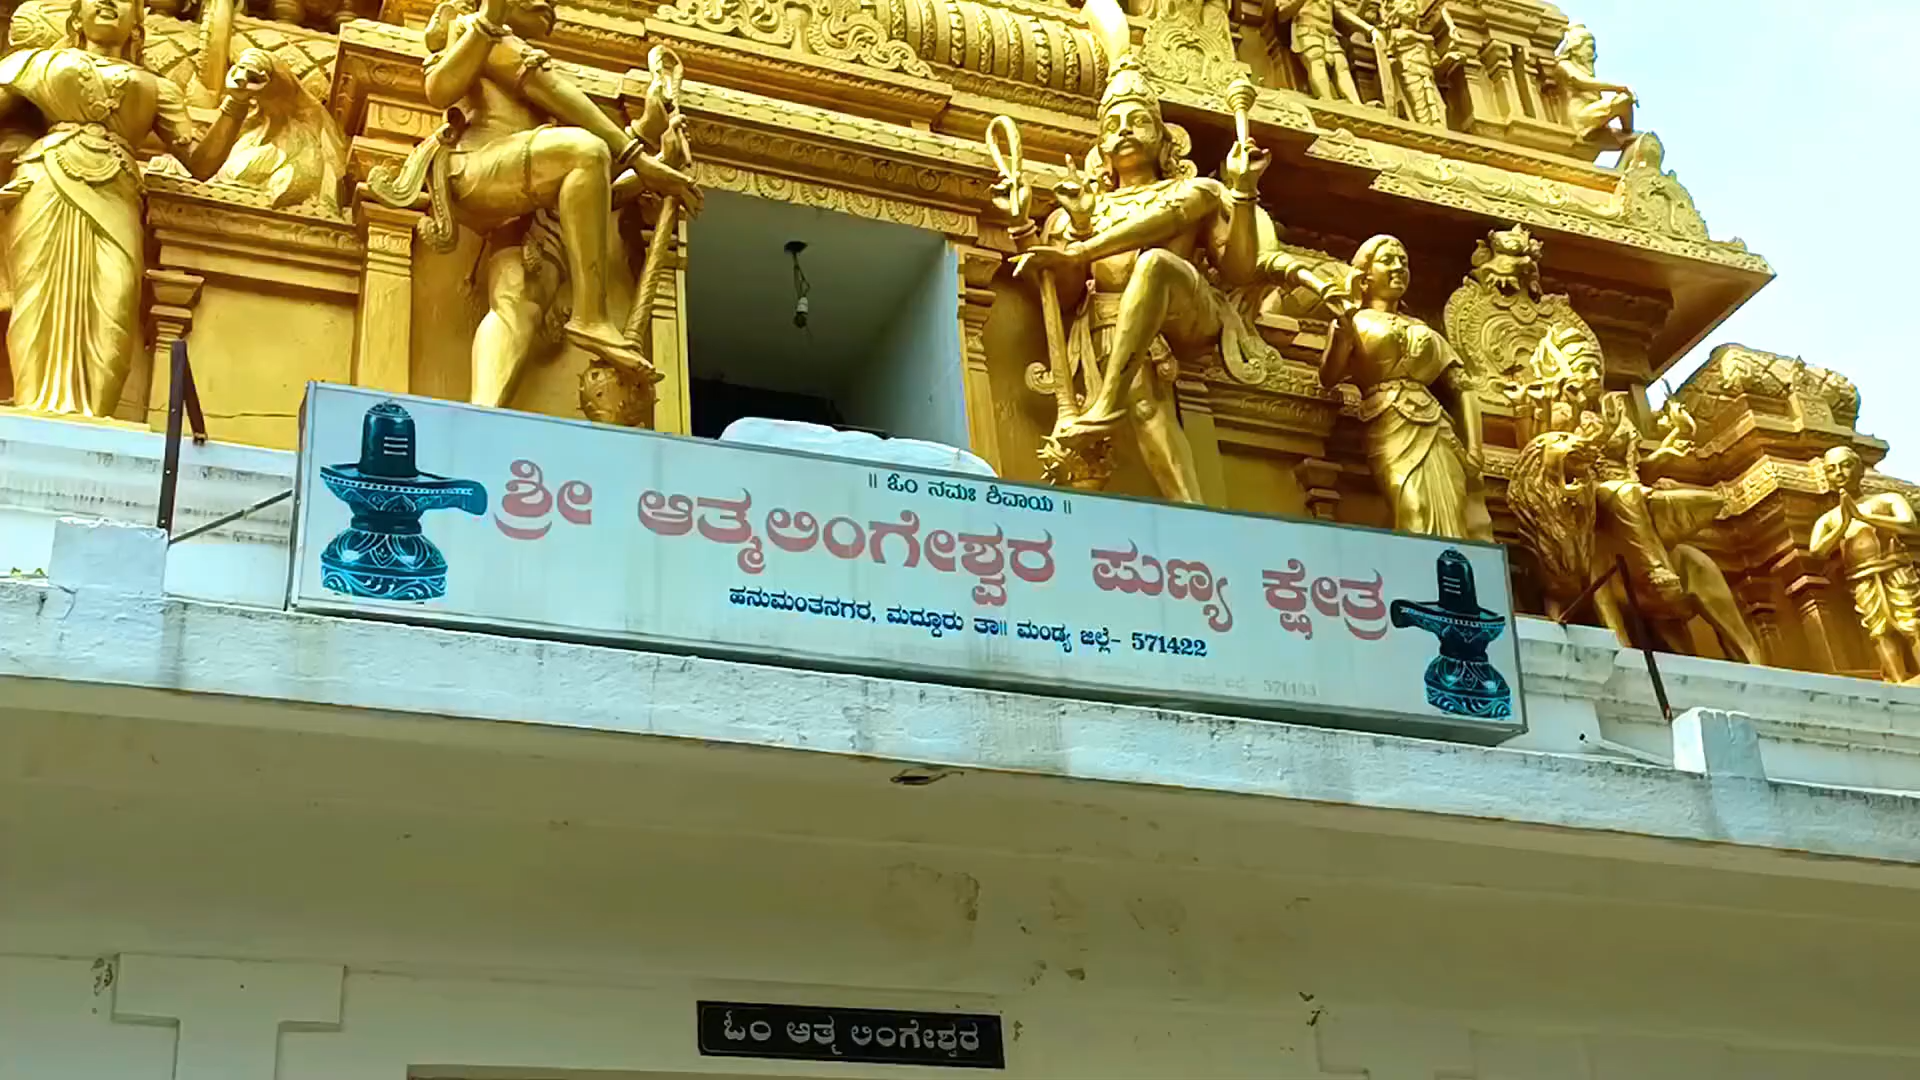 ॥ ಓಂ ನಮಃ ಶಿವಾಯ ॥
ಶ್ರೀ ಆತ್ಮಲಿಂಗೇಶ್ವರ ಪುಣ್ಯ ಕ್ಷೇತ್ರ
ಹನುಮಂತನಗರ, ಮದ್ದೂರು ತಾ॥ ಮಂಡ್ಯ ಜಿಲ್ಲೆ- 571422
ಓಂ ಆತ್ಮ ಲಿಂಗೇಶ್ವರ